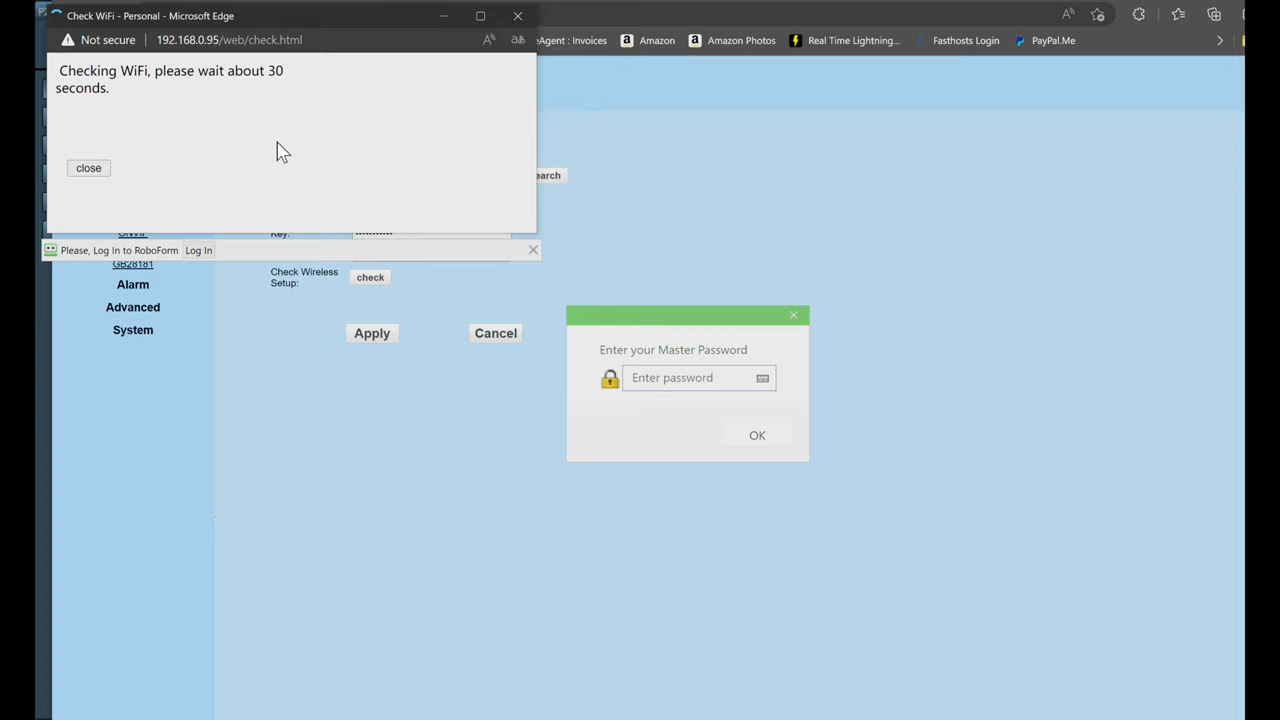 Check WiFi - Personal - Microsoft Edge
Not secure 192.168.0.95/web/check.html
eAgent : Invoices Amazon Amazon Photos Real Time Lightning... Fasthosts Login PayPal.Me
Checking WiFi, please wait about 30
seconds.
close
earch
Key:
Please, Log In to RoboForm Log In
GB28181
Check Wireless
Setup:
check
Alarm
Advanced
System
Apply Cancel
Enter your Master Password
Enter password
OK